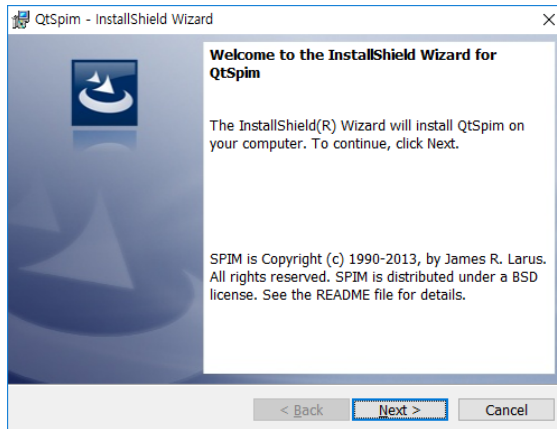 QtSpim - InstallShield Wizard
Welcome to the InstallShield Wizard for
QtSpim
The InstallShield(R) Wizard will install QtSpim on
your computer. To continue, click Next.
SPIM is Copyright (c) 1990-2013, by James R. Larus.
All rights reserved. SPIM is distributed under a BSD
license. See the README file for details.
< Back Next > Cancel